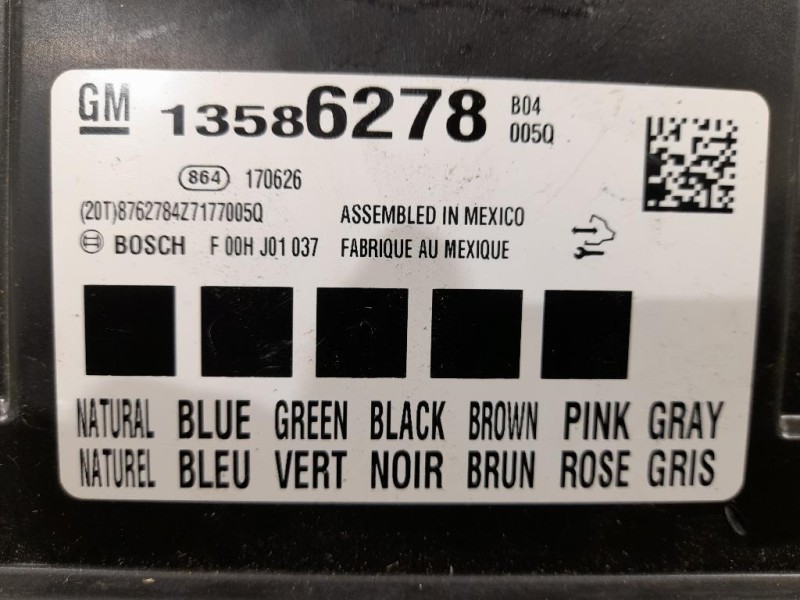 GM 13586278 B04
005Q
864 170626
(20T)8762784Z7177005Q
ASSEMBLED IN MEXICO
BOSCH F 00H J01 037 FABRIQUE AU MEXIQUE
NATURAL BLUE GREEN BLACK BROWN PINK GRAY
NATUREL BLEU VERT NOIR BRUN ROSE GRIS